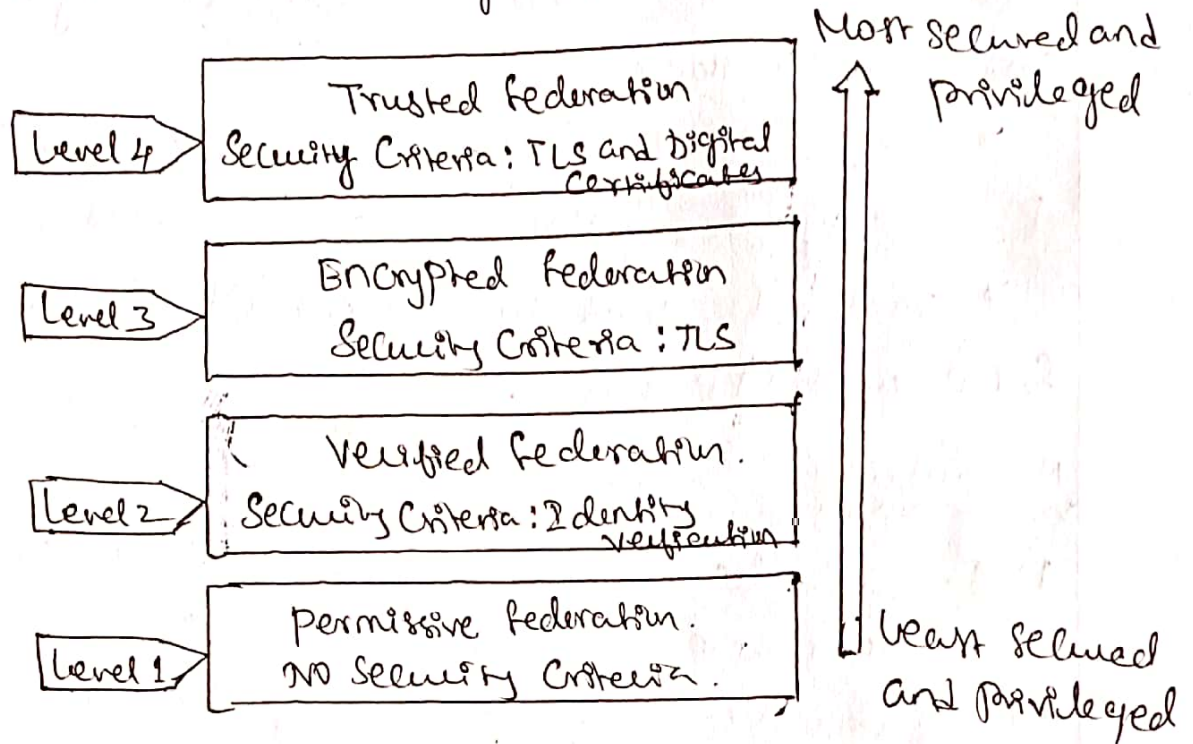 Most secured and
privileged
Level 4
Trusted federation
Security Criteria: TLS and Digital
Certificates
Level 3
Encrypted federation
Security Criteria: TLS
Level 2
Verified federation.
Security Criteria: Identity
verification
Level 1
permissive federation.
NO Security Criteria.
Least secured
and privileged